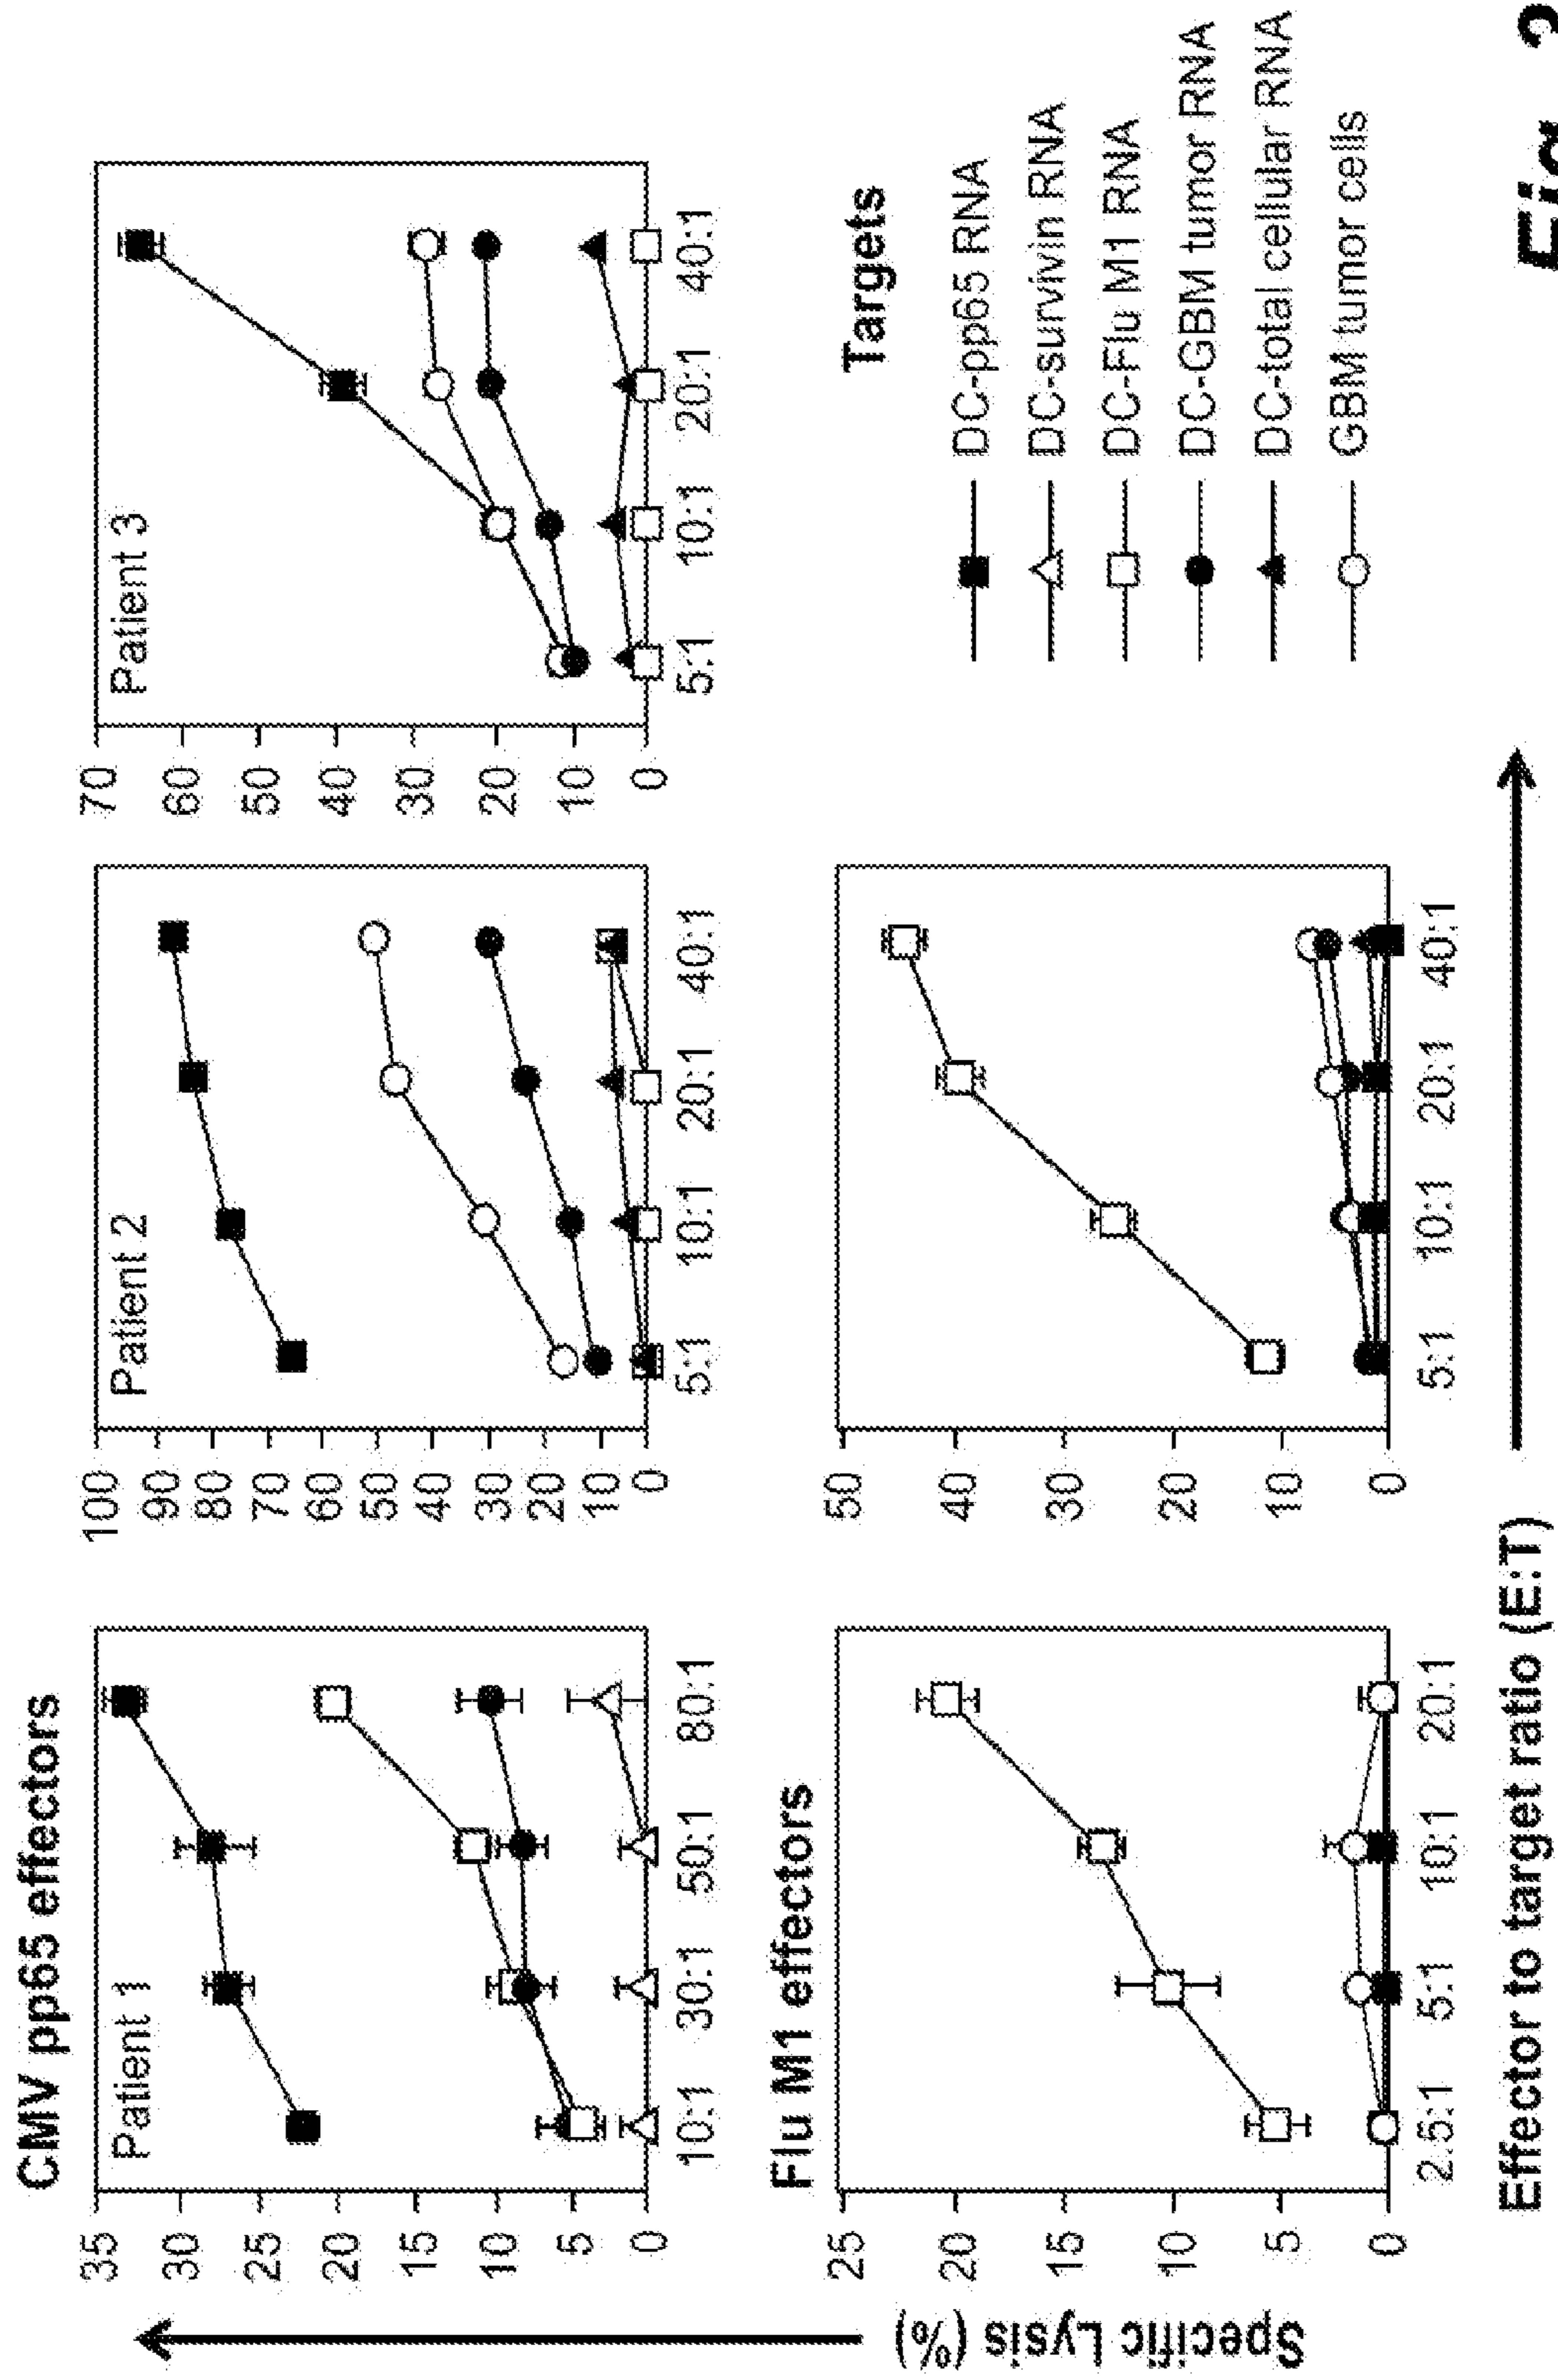 CMV pp65 effectors
Patient 1
35
30
25
20
15
10
5
0
10:1 30:1 50:1 80:1
Patient 2
100
90
80
70
60
50
40
30
20
10
0
5:1 10:1 20:1 40:1
Patient 3
70
60
50
40
30
20
10
0
5:1 10:1 20:1 40:1
Flu M1 effectors
25
20
15
10
5
0
2.5:1 5:1 10:1 20:1
50
40
30
20
10
0
5:1 10:1 20:1 40:1
Targets
DC-pp65 RNA
DC-survivin RNA
DC-Flu M1 RNA
DC-GBM tumor RNA
DC-total cellular RNA
GBM tumor cells
Specific Lysis (%)
Effector to target ratio (E:T)
Fig.